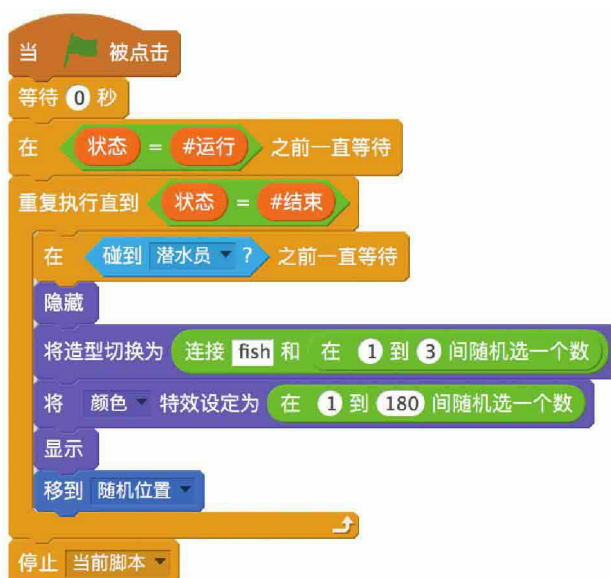 当 被点击
等待 0 秒
在 状态 = #运行 之前一直等待
重复执行直到 状态 = #结束
在 碰到 潜水员 ? 之前一直等待
隐藏
将造型切换为 连接 fish 和 在 1 到 3 间随机选一个数
将 颜色 特效设定为 在 1 到 180 间随机选一个数
显示
移到 随机位置
停止 当前脚本